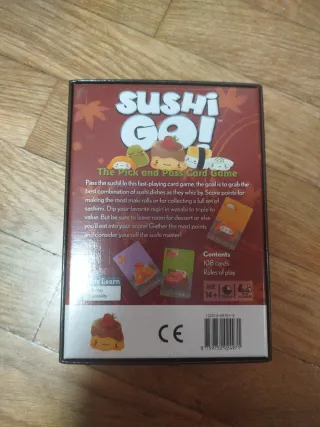 SUSHI
GO!
The Pick and Pass Card Game
Pass the sushi! In this fast-playing card game, the goal is to grab the
best combination of sushi dishes as they whiz by. Score points for
making the most maki rolls or for collecting a full set of
sashimi. Dip your favorite nigiri in wasabi to triple its
value. But be sure to leave room for dessert or else
you'll eat into your score! Gather the most points
and consider yourself the sushi master!
Learn
Contents
108 cards
Rules of play
AGE
14+
CE